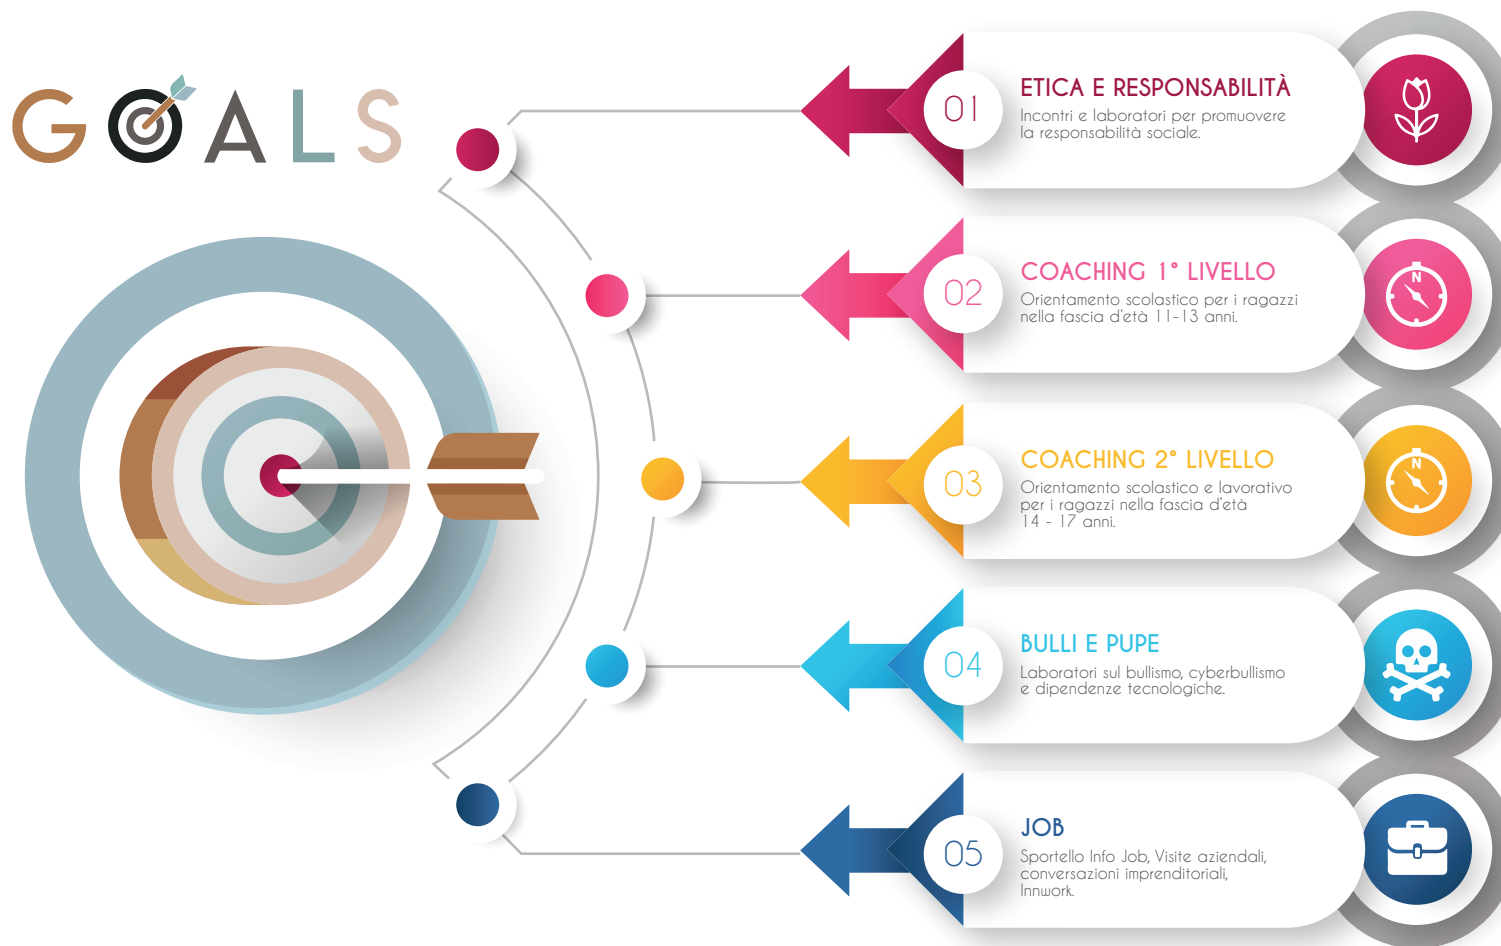 GOALS
01
ETICA E RESPONSABILITÀ
Incontri e laboratori per promuovere
la responsabilità sociale.
02
COACHING 1° LIVELLO
Orientamento scolastico per i ragazzi
nella fascia d'età 11-13 anni.
N
03
COACHING 2° LIVELLO
Orientamento scolastico e lavorativo
per i ragazzi nella fascia d'età
14 - 17 anni.
N
04
BULLI E PUPE
Laboratori sul bullismo, cyberbullismo
e dipendenze tecnologiche.
05
JOB
Sportello Info Job, Visite aziendali,
conversazioni imprenditoriali,
Innwork.